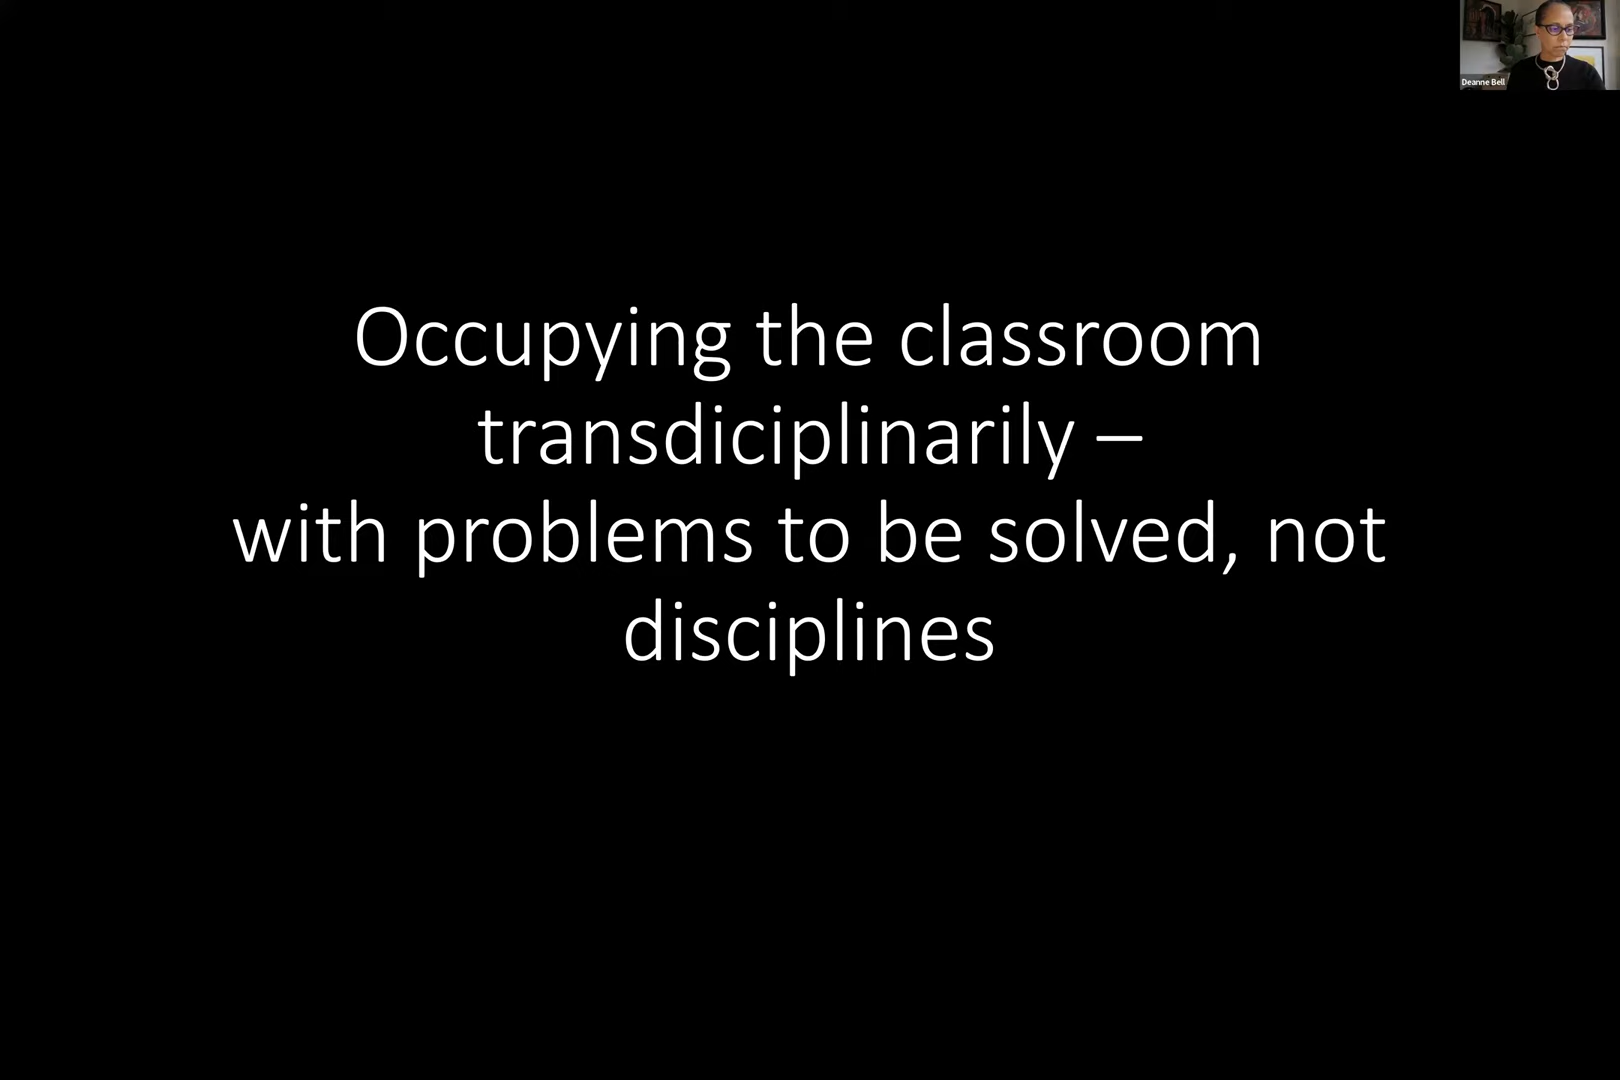 Deanne Bell
Occupying the classroom
transdiciplinarily –
with problems to be solved, not
disciplines